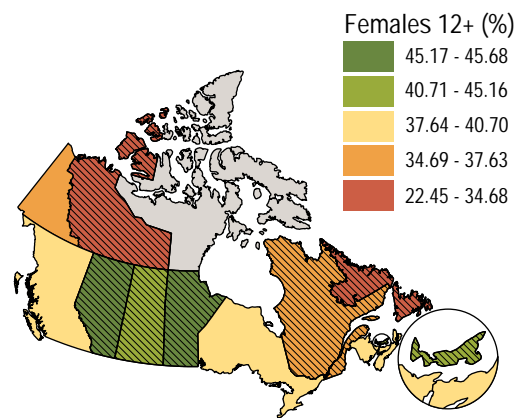 Females 12+ (%)
45.17 - 45.68
40.71 - 45.16
37.64 - 40.70
34.69 - 37.63
22.45 - 34.68